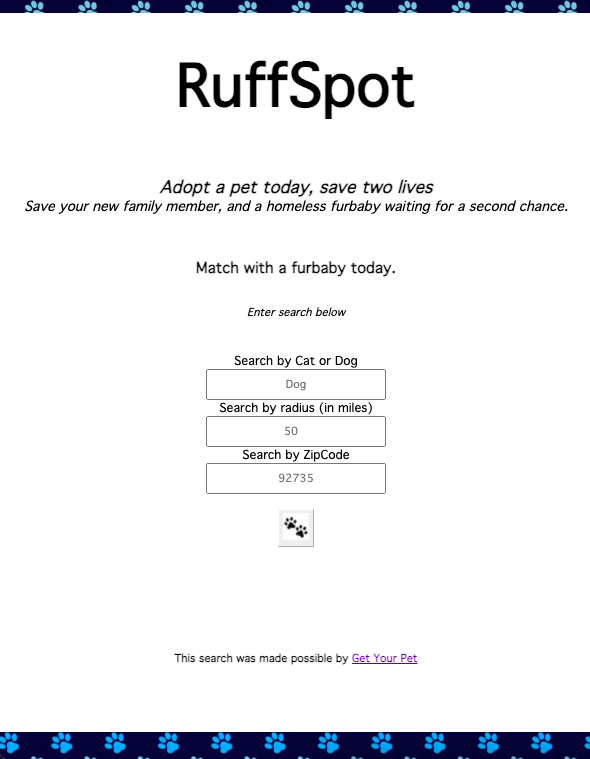 RuffSpot
Adopt a pet today, save two lives
Save your new family member, and a homeless furbaby waiting for a second chance.
Match with a furbaby today.
Enter search below
Search by Cat or Dog
Dog
Search by radius (in miles)
50
Search by ZipCode
92735
This search was made possible by Get Your Pet